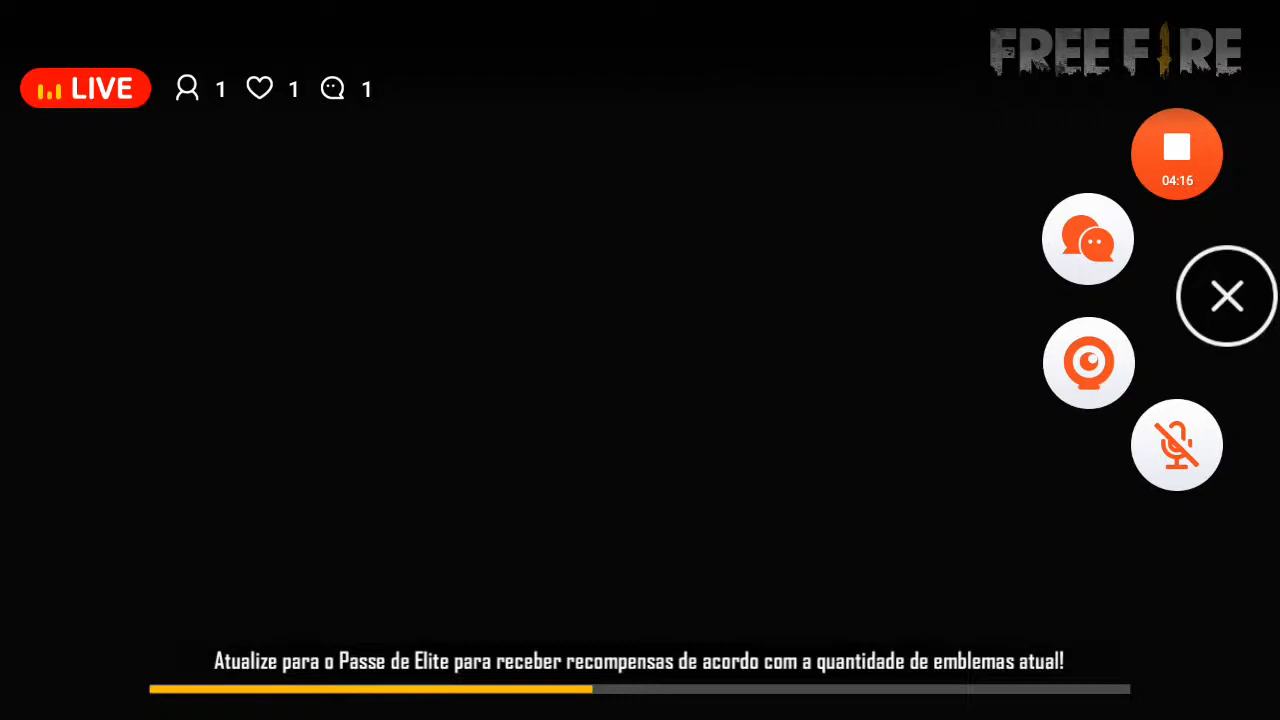 FREE FIRE
LIVE 1 1 1
04:16
Atualize para o Passe de Elite para receber recompensas de acordo com a quantidade de emblemas atual!